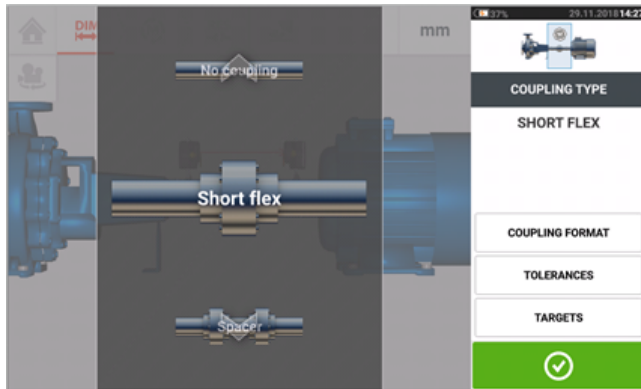 DIM
mm
No coupling
Short flex
Spacer
37%
29.11.2018 14:27
COUPLING TYPE
SHORT FLEX
COUPLING FORMAT
TOLERANCES
TARGETS